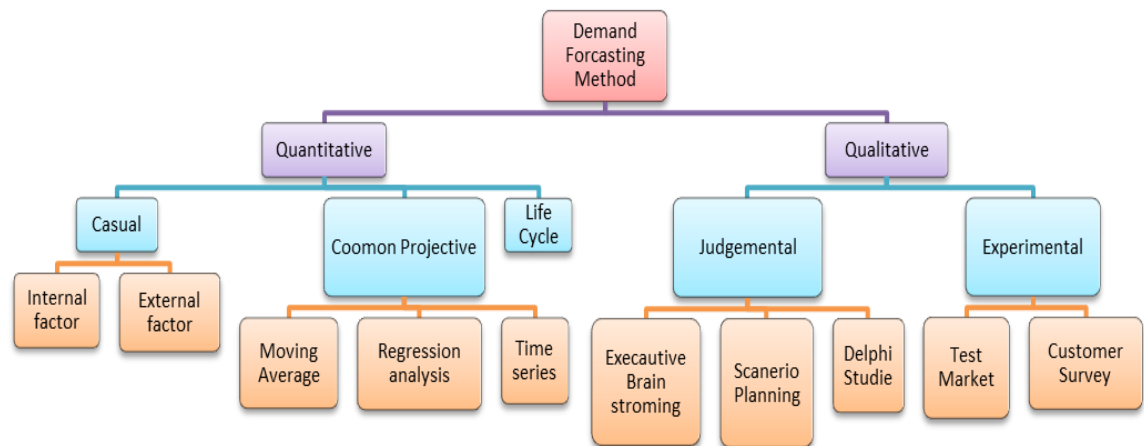 Demand
Forcasting
Method
Quantitative
Qualitative
Casual
Coomon Projective
Life
Cycle
Judgemental
Experimental
Internal
factor
External
factor
Moving
Average
Regression
analysis
Time
series
Execautive
Brain
stroming
Scanerio
Planning
Delphi
Studie
Test
Market
Customer
Survey